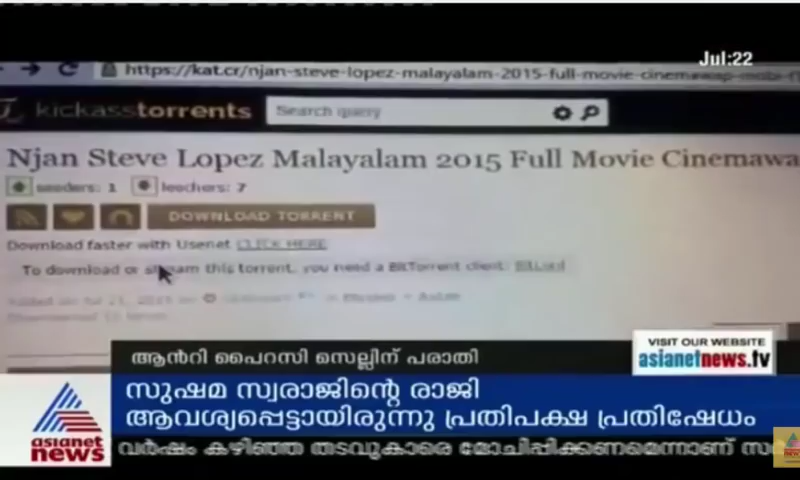 Jul:22
https://kat.cr/njan-steve-lopez-malayalam-2015-full-movie-cinemawap-mobi
kickasstorrents
Search query
Njan Steve Lopez Malayalam 2015 Full Movie Cinemawa
seeders: 1 leechers: 7
DOWNLOAD TORRENT
Download faster with Usenet CLICK HERE
To download or stream this torrent, you need a BitTorrent client: BitLord
VISIT OUR WEBSITE
asianetnews.tv
ആൻറി പൈറസി സെല്ലിന് പരാതി
സുഷമ സ്വരാജിന്റെ രാജി
ആവശ്യപ്പെട്ടായിരുന്നു പ്രതിപക്ഷ പ്രതിഷേധം
asianet
news
വർഷം കഴിഞ്ഞ തടവുകാരെ മോചിപ്പിക്കണമെന്നാണ്